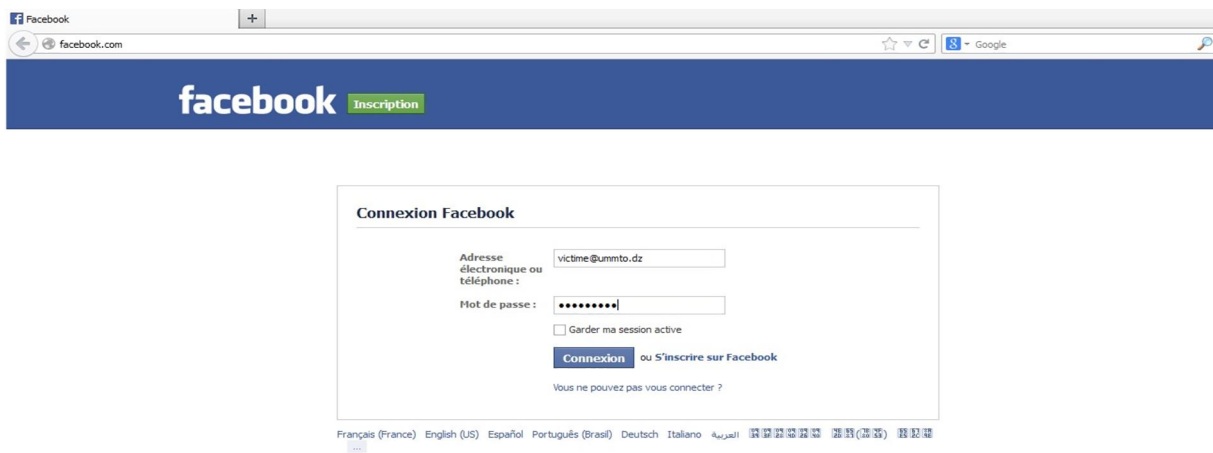 Facebook
facebook.com
Google
facebook Inscription
Connexion Facebook
Adresse électronique ou téléphone :
victime@ummto.dz
Mot de passe :
•••••••••
Garder ma session active
Connexion ou S'inscrire sur Facebook
Vous ne pouvez pas vous connecter ?
Français (France) English (US) Español Português (Brasil) Deutsch Italiano العربية
...